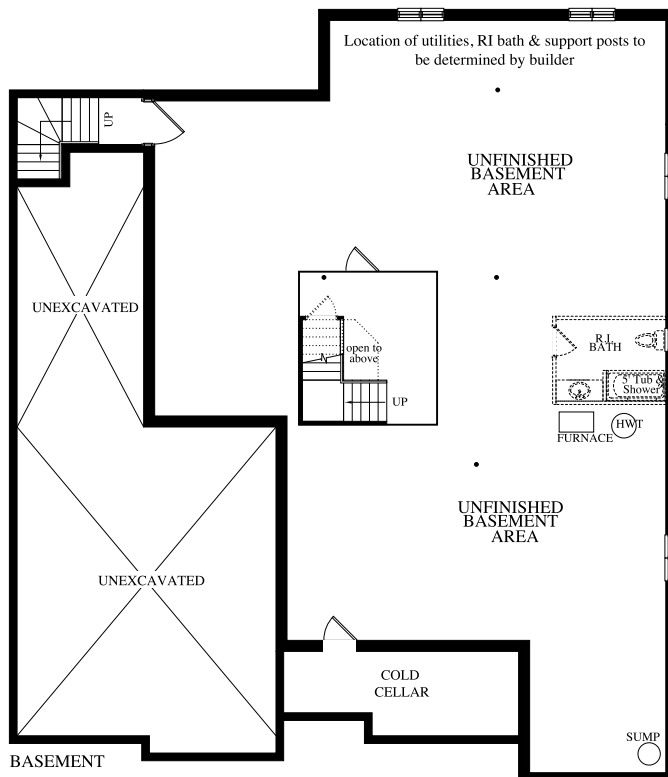 Location of utilities, RI bath & support posts to
be determined by builder
UP
UNFINISHED
BASEMENT
AREA
UNEXCAVATED
open to
above
UP
R.I.
BATH
5' Tub &
Shower
FURNACE
HWT
UNFINISHED
BASEMENT
AREA
UNEXCAVATED
COLD
CELLAR
SUMP
BASEMENT